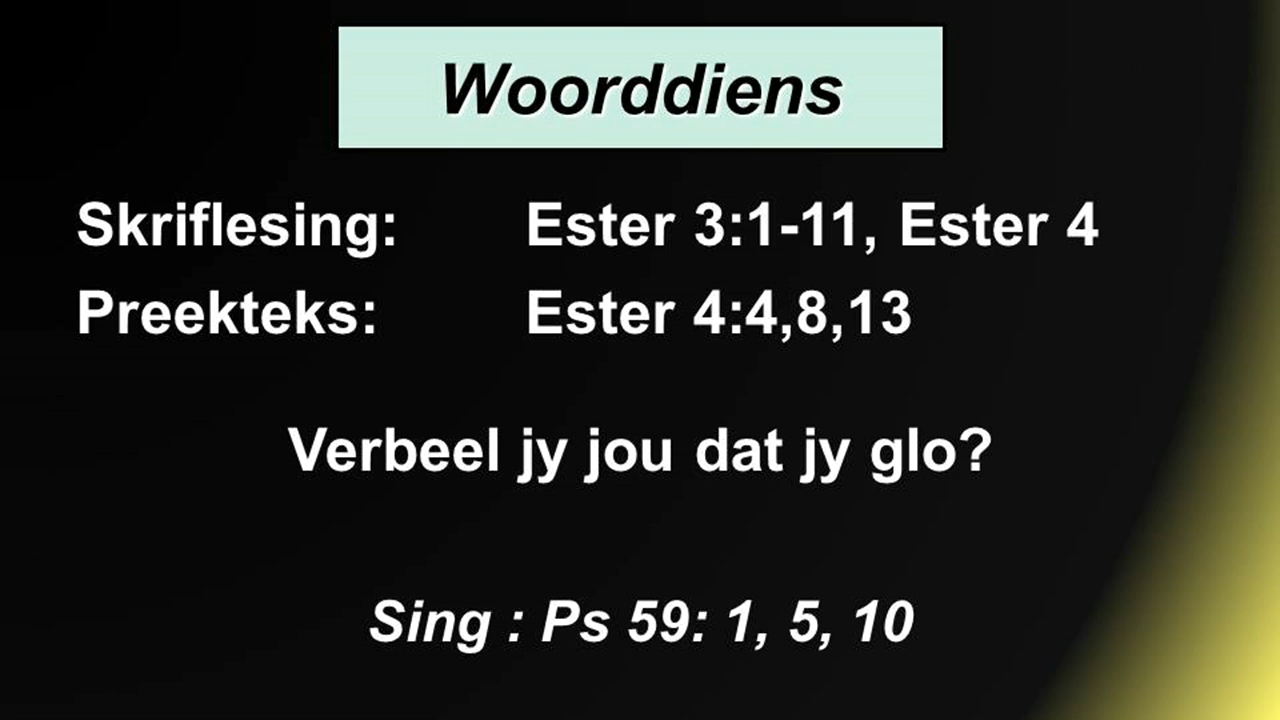 Woorddiens
Skriflesing: Ester 3:1-11, Ester 4
Preekteks: Ester 4:4,8,13
Verbeel jy jou dat jy glo?
Sing : Ps 59: 1, 5, 10